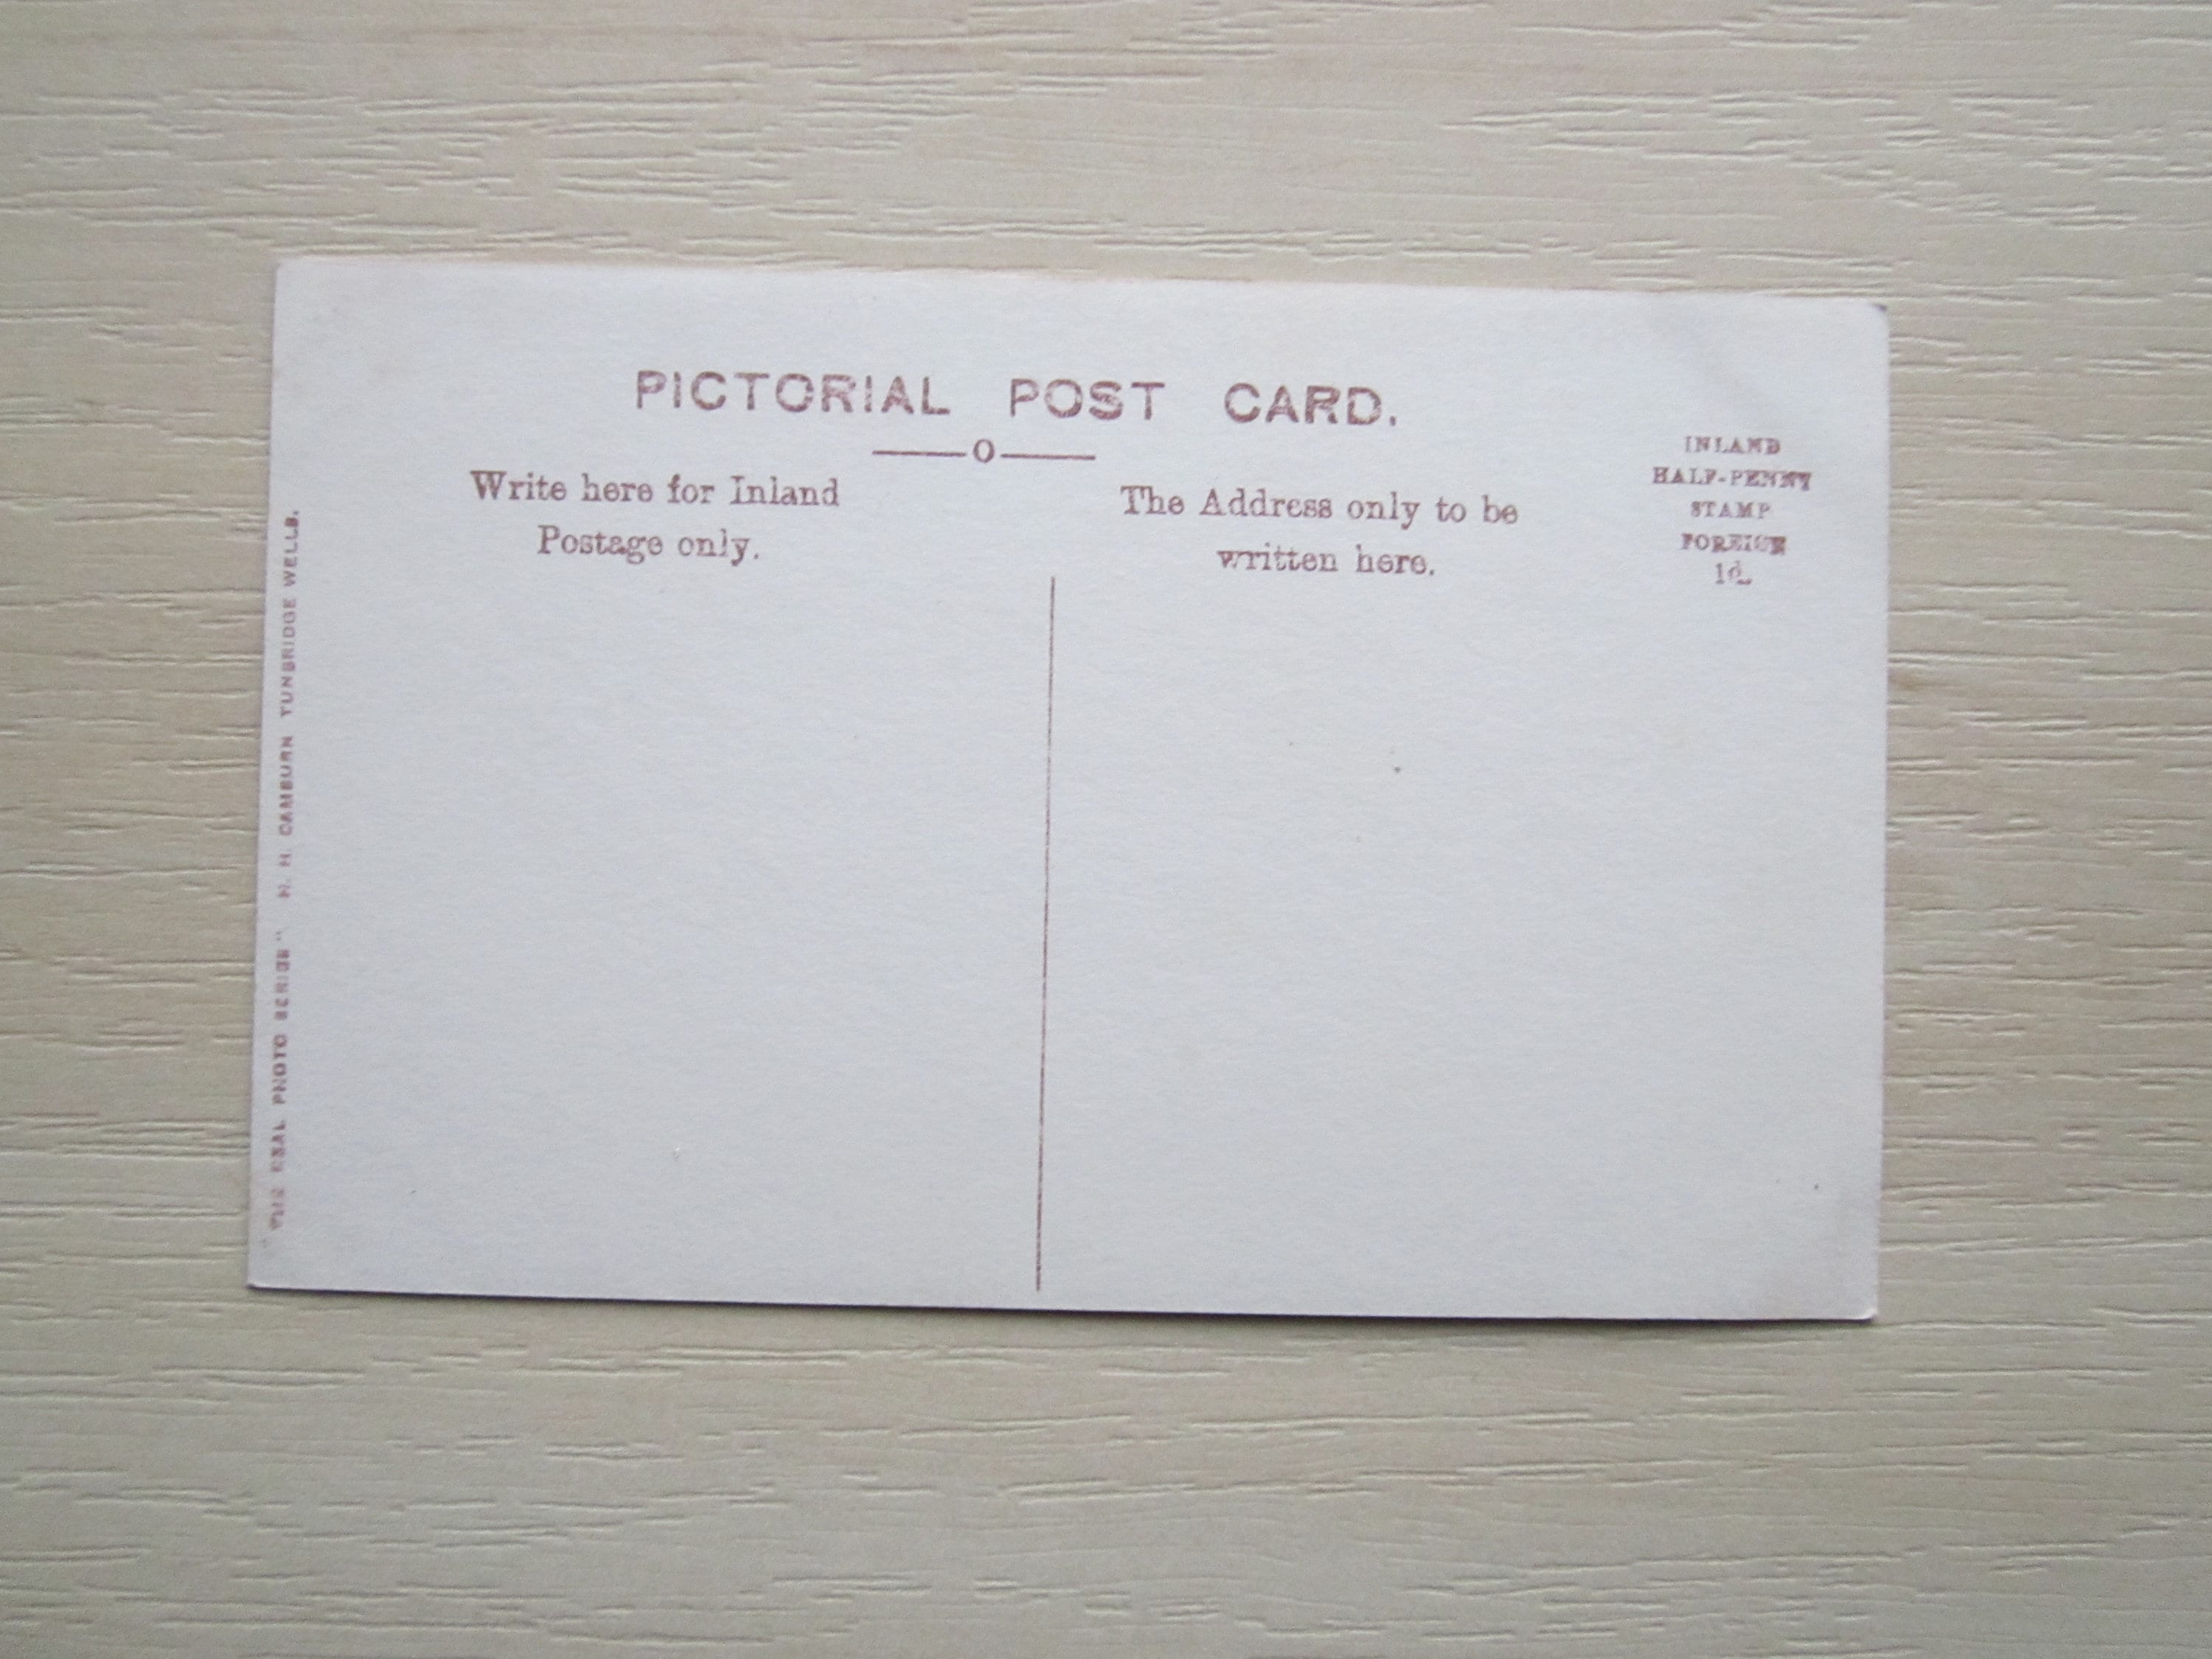 PICTORIAL POST CARD.
Write here for Inland
Postage only.
The Address only to be
written here.
INLAND
HALF-PENNY
STAMP
FOREIGN
1d.
"THE REAL PHOTO SERIES" H. H. CAMBURN TUNBRIDGE WELLS.